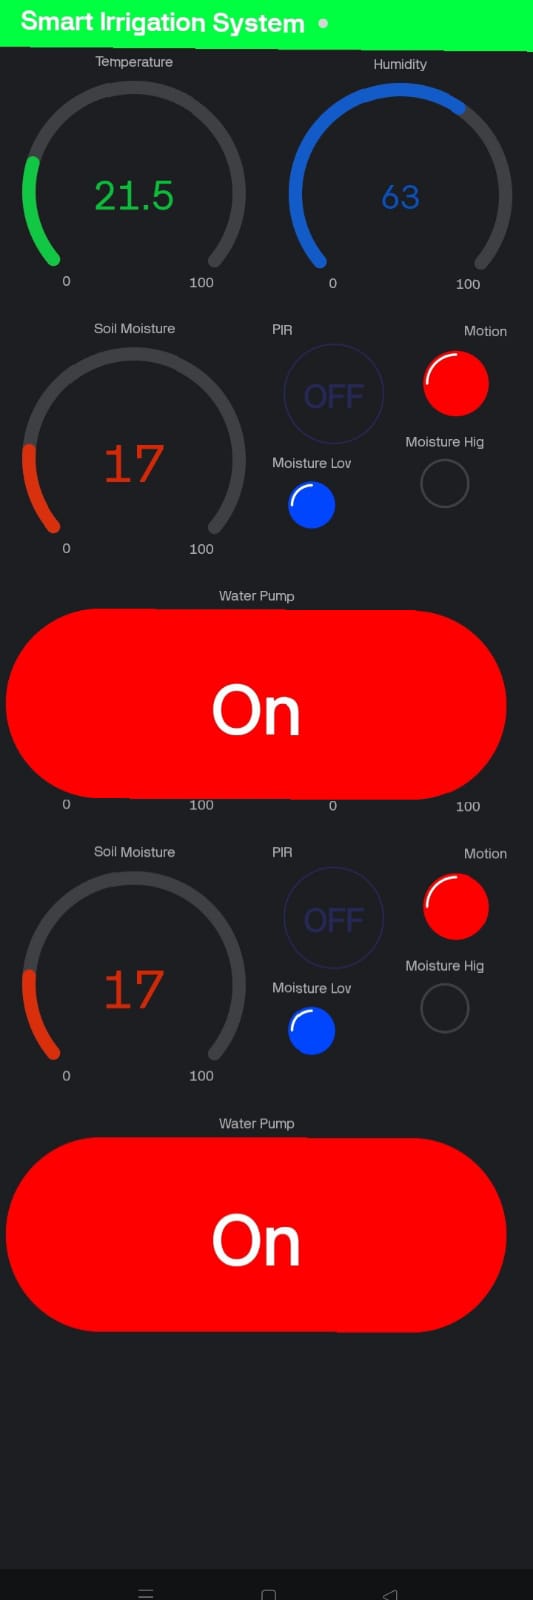 Smart Irrigation System
Temperature
Humidity
21.5
63
0
100
0
100
Soil Moisture
PIR
Motion
OFF
17
Moisture Hig
Moisture Lov
0
100
Water Pump
On
0
100
0
100
Soil Moisture
PIR
Motion
OFF
17
Moisture Hig
Moisture Lov
0
100
Water Pump
On